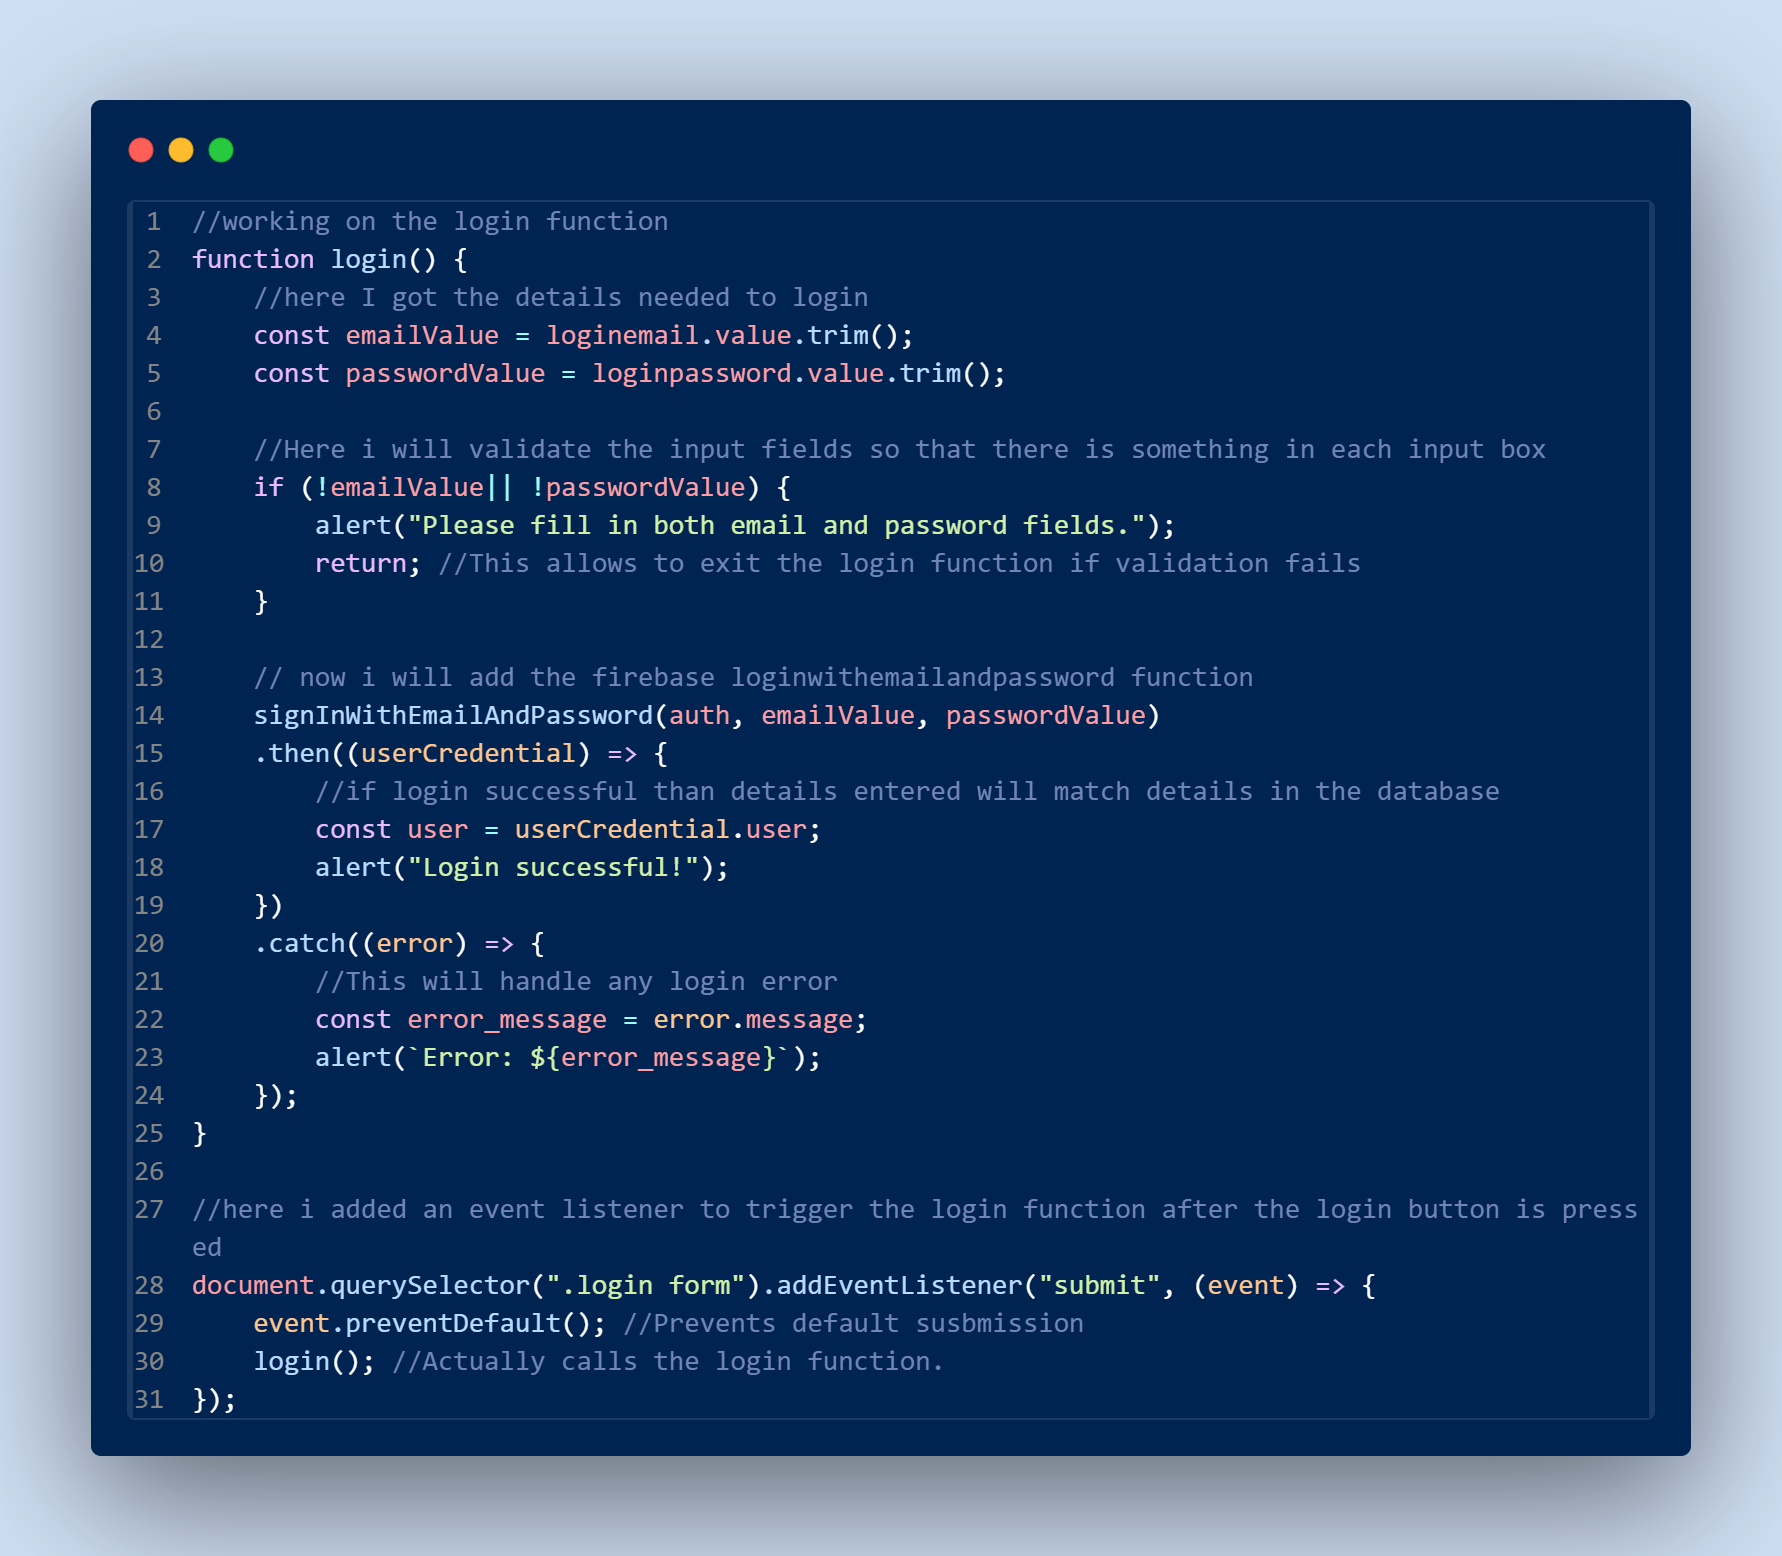 1 //working on the login function
2 function login() {
3     //here I got the details needed to login
4     const emailValue = loginemail.value.trim();
5     const passwordValue = loginpassword.value.trim();
6
7     //Here i will validate the input fields so that there is something in each input box
8     if (!emailValue|| !passwordValue) {
9         alert("Please fill in both email and password fields.");
10         return; //This allows to exit the login function if validation fails
11     }
12
13     // now i will add the firebase loginwithemailandpassword function
14     signInWithEmailAndPassword(auth, emailValue, passwordValue)
15     .then((userCredential) => {
16         //if login successful than details entered will match details in the database
17         const user = userCredential.user;
18         alert("Login successful!");
19     })
20     .catch((error) => {
21         //This will handle any login error
22         const error_message = error.message;
23         alert(`Error: ${error_message}`);
24     });
25 }
26
27 //here i added an event listener to trigger the login function after the login button is press
ed
28 document.querySelector(".login form").addEventListener("submit", (event) => {
29     event.preventDefault(); //Prevents default susbmission
30     login(); //Actually calls the login function.
31 });